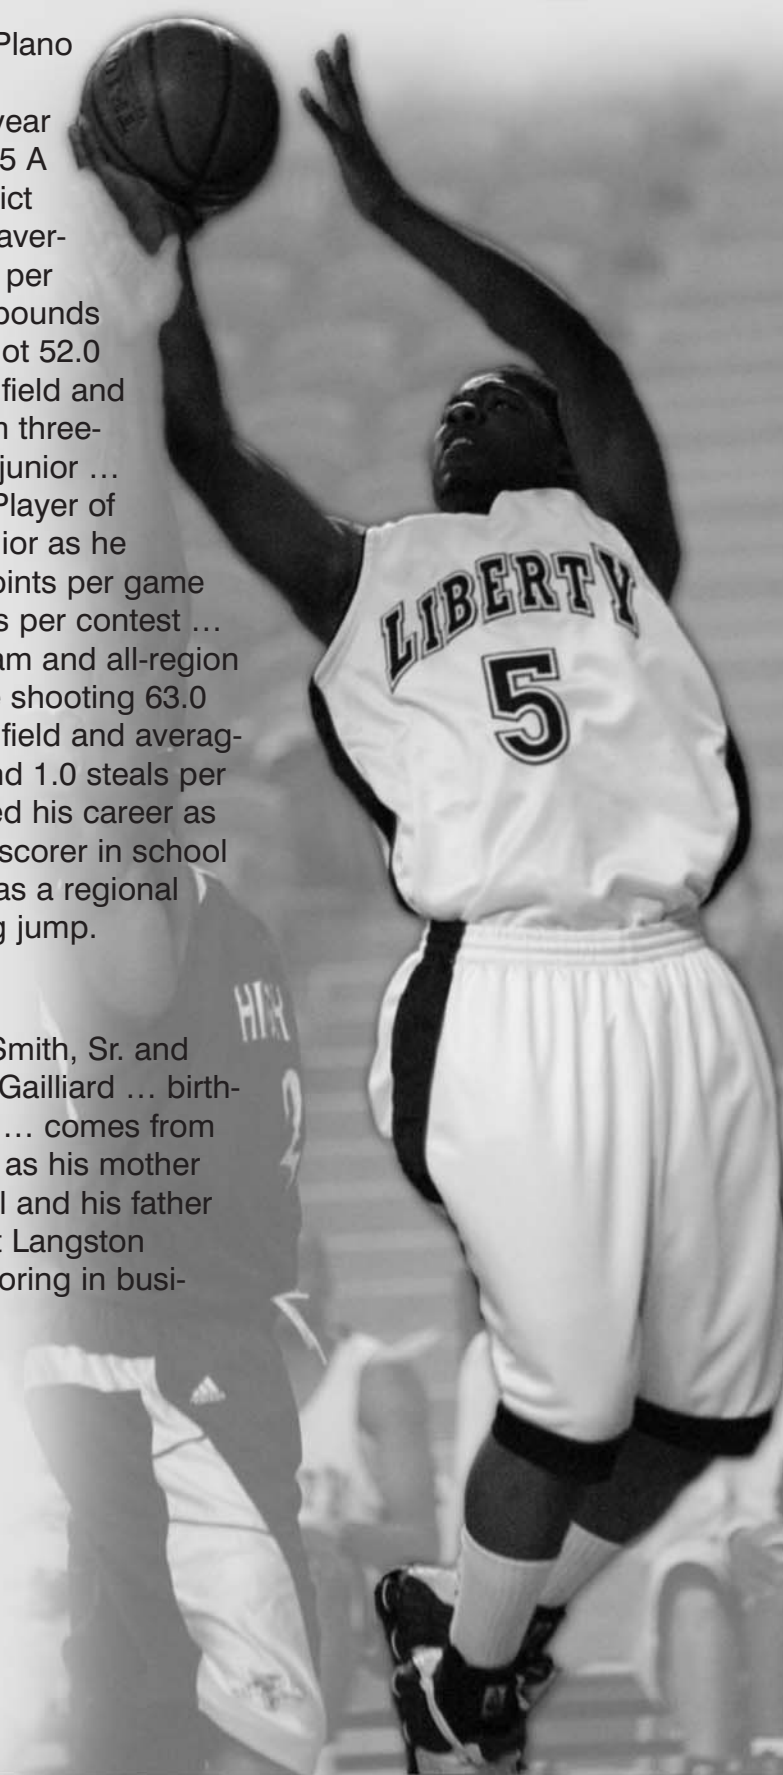 Plano
year
5 A
ict
aver-
per
bounds
ot 52.0
field and
n three-
junior …
Player of
ior as he
oints per game
s per contest …
am and all-region
shooting 63.0
field and averag-
nd 1.0 steals per
ed his career as
scorer in school
as a regional
g jump.
Smith, Sr. and
Gailliard … birth-
… comes from
as his mother
l and his father
t Langston
oring in busi-
LIBERTY
5
HIGH
2